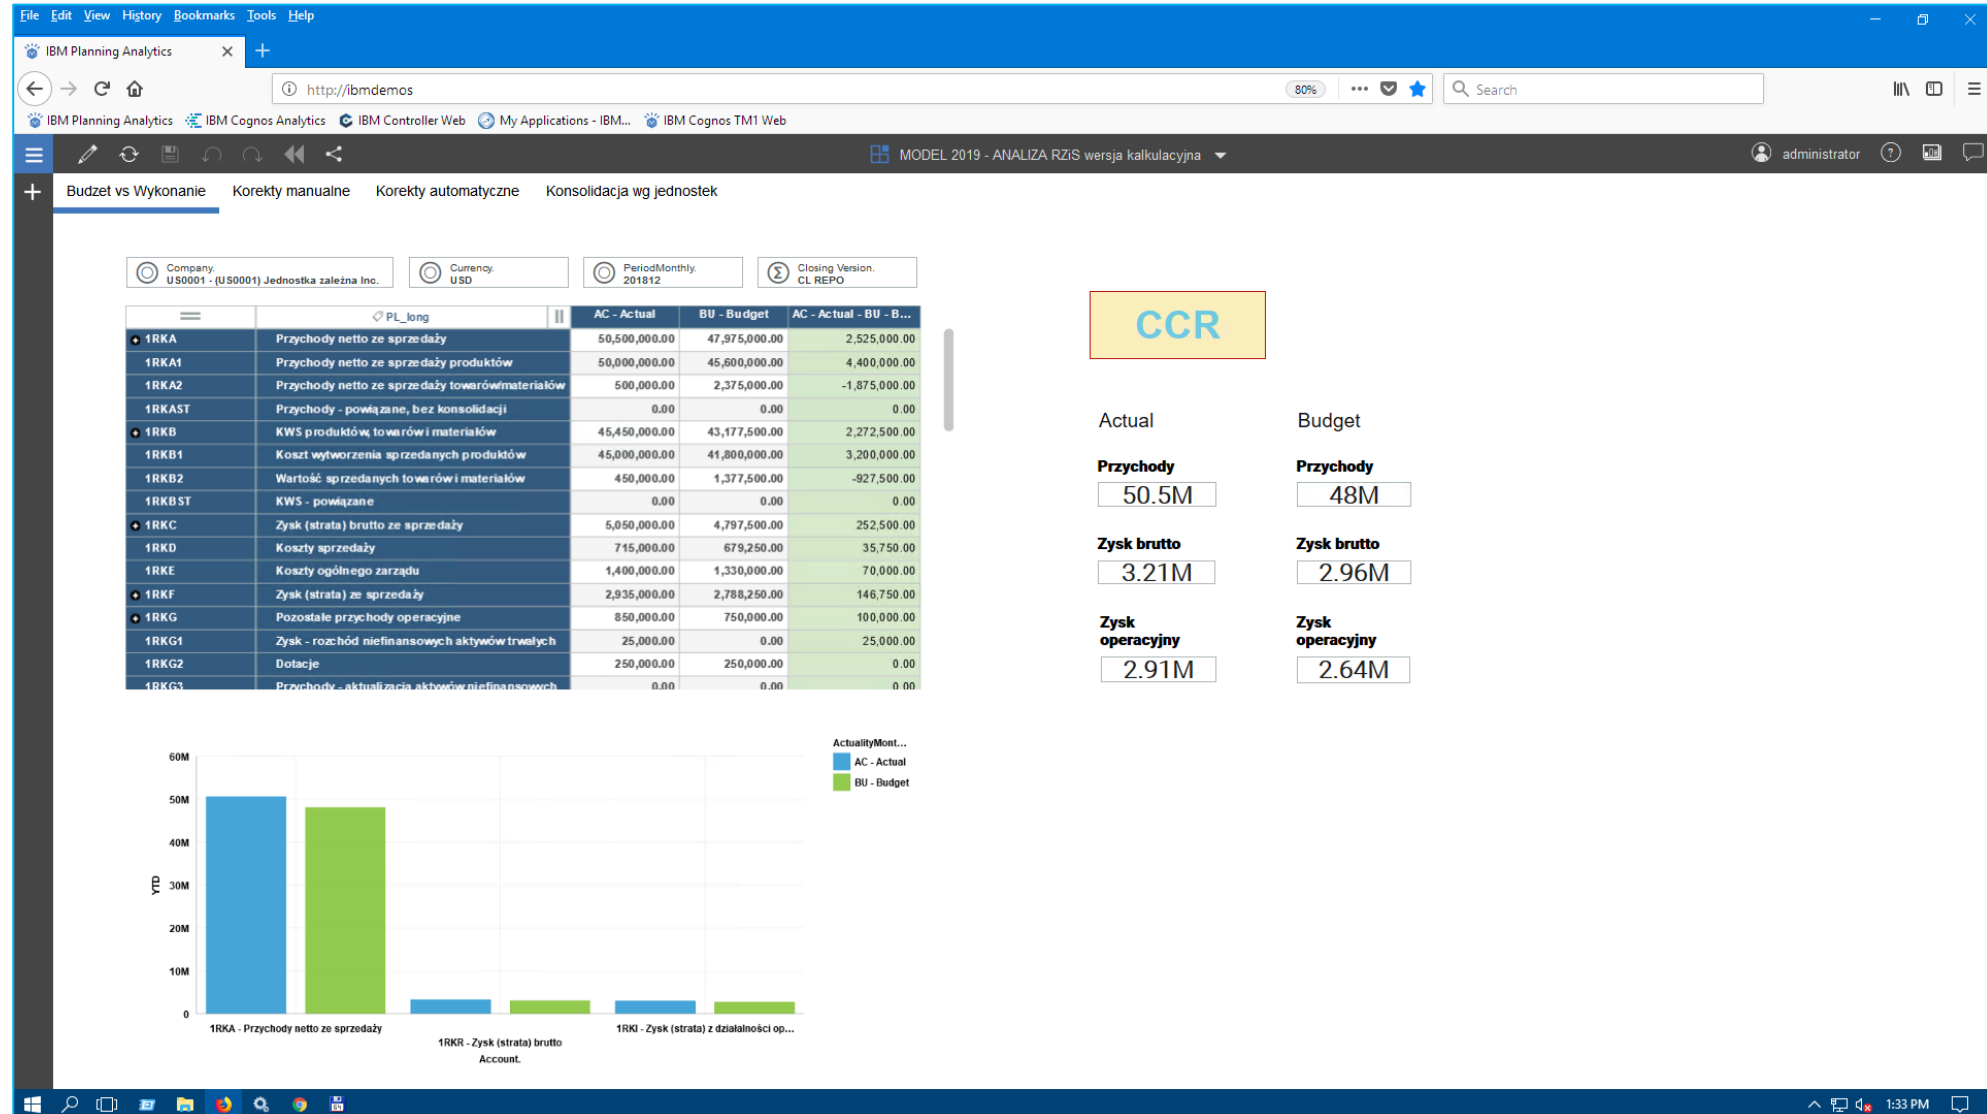 File Edit View History Bookmarks Tools Help
IBM Planning Analytics
http://ibmdemos
80%
Search
IBM Planning Analytics IBM Cognos Analytics IBM Controller Web My Applications - IBM... IBM Cognos TM1 Web
MODEL 2019 - ANALIZA RZiS wersja kalkulacyjna
administrator
Budzet vs Wykonanie Korekty manualne Korekty automatyczne Konsolidacja wg jednostek
Company.
US0001 - (US0001) Jednostka zależna Inc.
Currency.
USD
PeriodMonthly.
201812
Closing Version.
CL REPO
PL_long AC - Actual BU - Budget AC - Actual - BU - B...
1RKA Przychody netto ze sprzedaży 50,500,000.00 47,975,000.00 2,525,000.00
1RKA1 Przychody netto ze sprzedaży produktów 50,000,000.00 45,600,000.00 4,400,000.00
1RKA2 Przychody netto ze sprzedaży towarów/materiałów 500,000.00 2,375,000.00 -1,875,000.00
1RKAST Przychody - powiązane, bez konsolidacji 0.00 0.00 0.00
1RKB KWS produktów, towarów i materiałów 45,450,000.00 43,177,500.00 2,272,500.00
1RKB1 Koszt wytworzenia sprzedanych produktów 45,000,000.00 41,800,000.00 3,200,000.00
1RKB2 Wartość sprzedanych towarów i materiałów 450,000.00 1,377,500.00 -927,500.00
1RKBST KWS - powiązane 0.00 0.00 0.00
1RKC Zysk (strata) brutto ze sprzedaży 5,050,000.00 4,797,500.00 252,500.00
1RKD Koszty sprzedaży 715,000.00 679,250.00 35,750.00
1RKE Koszty ogólnego zarządu 1,400,000.00 1,330,000.00 70,000.00
1RKF Zysk (strata) ze sprzedaży 2,935,000.00 2,788,250.00 146,750.00
1RKG Pozostałe przychody operacyjne 850,000.00 750,000.00 100,000.00
1RKG1 Zysk - rozchód niefinansowych aktywów trwałych 25,000.00 0.00 25,000.00
1RKG2 Dotacje 250,000.00 250,000.00 0.00
1RKG3 Przychody - aktualizacja aktywów niefinansowych 0.00 0.00 0.00
CCR
Actual Budget
Przychody Przychody
50.5M 48M
Zysk brutto Zysk brutto
3.21M 2.96M
Zysk Zysk
operacyjny operacyjny
2.91M 2.64M
ActualityMont...
AC - Actual
BU - Budget
60M
50M
40M
30M
20M
10M
0
YTD
1RKA - Przychody netto ze sprzedaży
1RKR - Zysk (strata) brutto
1RKI - Zysk (strata) z działalności op...
Account.
1:33 PM